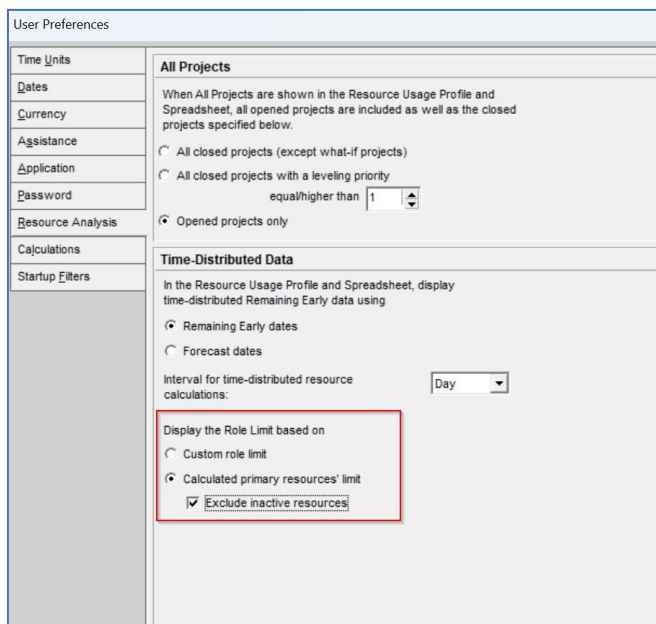 User Preferences
Time Units
Dates
Currency
Assistance
Application
Password
Resource Analysis
Calculations
Startup Filters
All Projects
When All Projects are shown in the Resource Usage Profile and
Spreadsheet, all opened projects are included as well as the closed
projects specified below.
All closed projects (except what-if projects)
All closed projects with a leveling priority
equal/higher than 1
Opened projects only
Time-Distributed Data
In the Resource Usage Profile and Spreadsheet, display
time-distributed Remaining Early data using
Remaining Early dates
Forecast dates
Interval for time-distributed resource
calculations:
Day
Display the Role Limit based on
Custom role limit
Calculated primary resources' limit
Exclude inactive resources